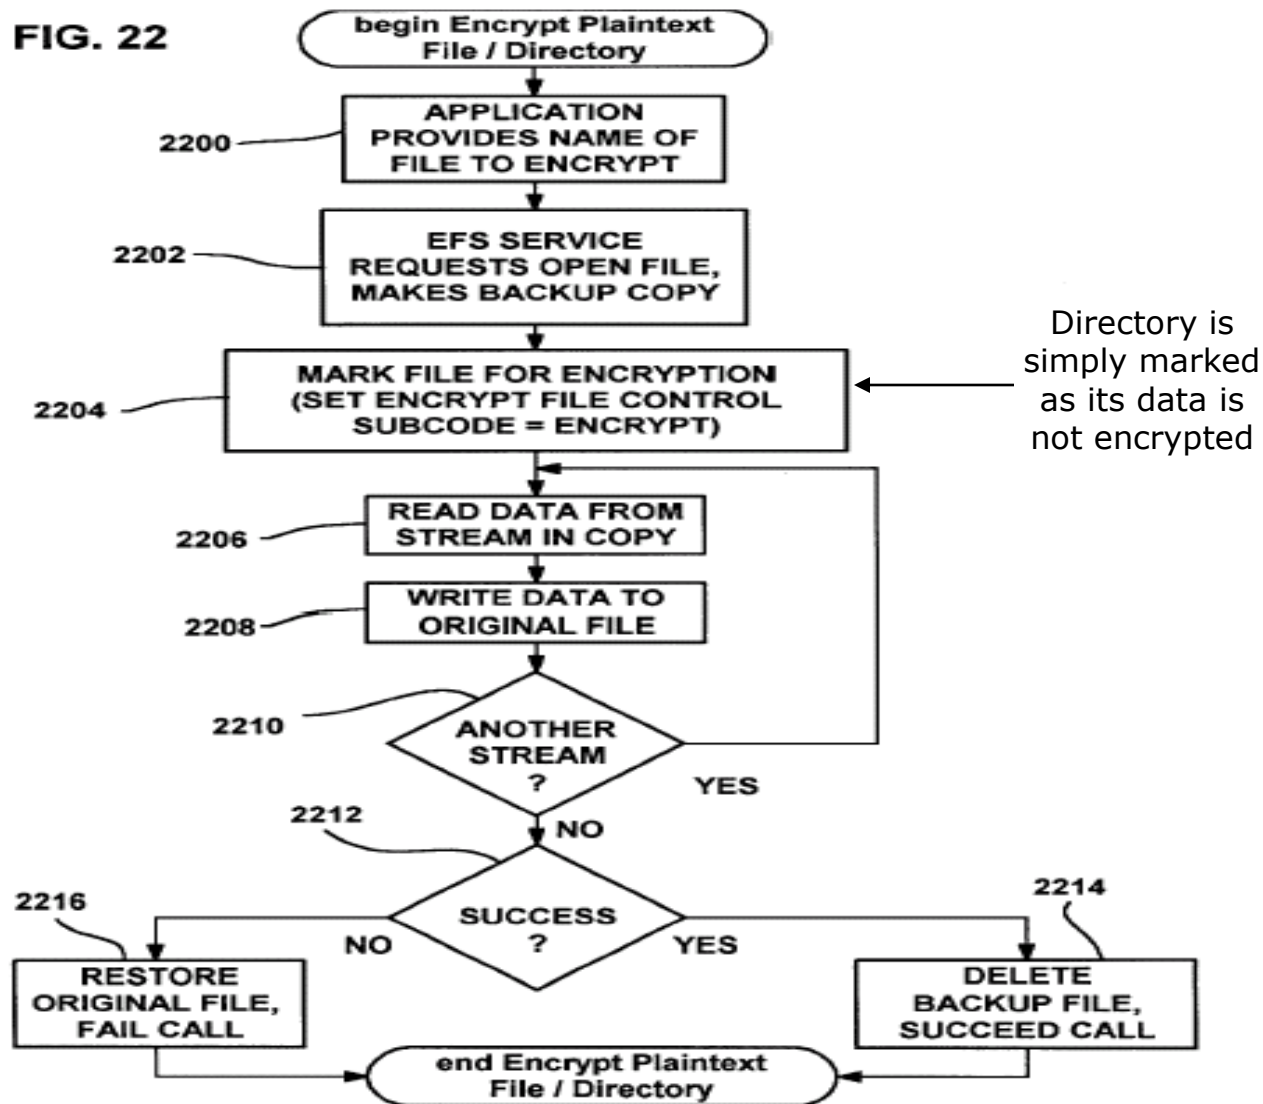 FIG. 22
begin Encrypt Plaintext
File / Directory
2200
APPLICATION
PROVIDES NAME OF
FILE TO ENCRYPT
2202
EFS SERVICE
REQUESTS OPEN FILE,
MAKES BACKUP COPY
2204
MARK FILE FOR ENCRYPTION
(SET ENCRYPT FILE CONTROL
SUBCODE = ENCRYPT)
Directory is
simply marked
as its data is
not encrypted
2206
READ DATA FROM
STREAM IN COPY
2208
WRITE DATA TO
ORIGINAL FILE
2210
ANOTHER
STREAM
?
YES
NO
2212
SUCCESS
?
NO
YES
2216
RESTORE
ORIGINAL FILE,
FAIL CALL
2214
DELETE
BACKUP FILE,
SUCCEED CALL
end Encrypt Plaintext
File / Directory